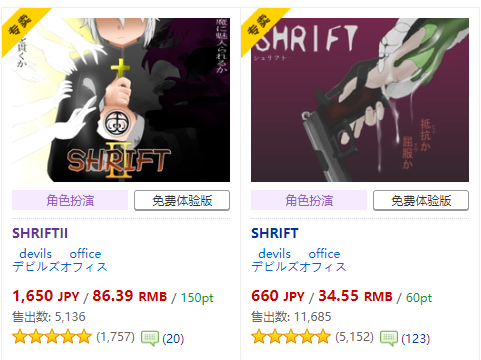 专卖
魔に魅入られるか
と貞くか
SHRIFT
II
角色扮演
免费体验版
SHRIFTII
devils office
デビルズオフィス
1,650 JPY / 86.39 RMB / 150pt
售出数: 5,136
(1,757) (20)
专卖
SHRIFT
シュリフト
抵抗か
屈服か
角色扮演
免费体验版
SHRIFT
devils office
デビルズオフィス
660 JPY / 34.55 RMB / 60pt
售出数: 11,685
(5,152) (123)